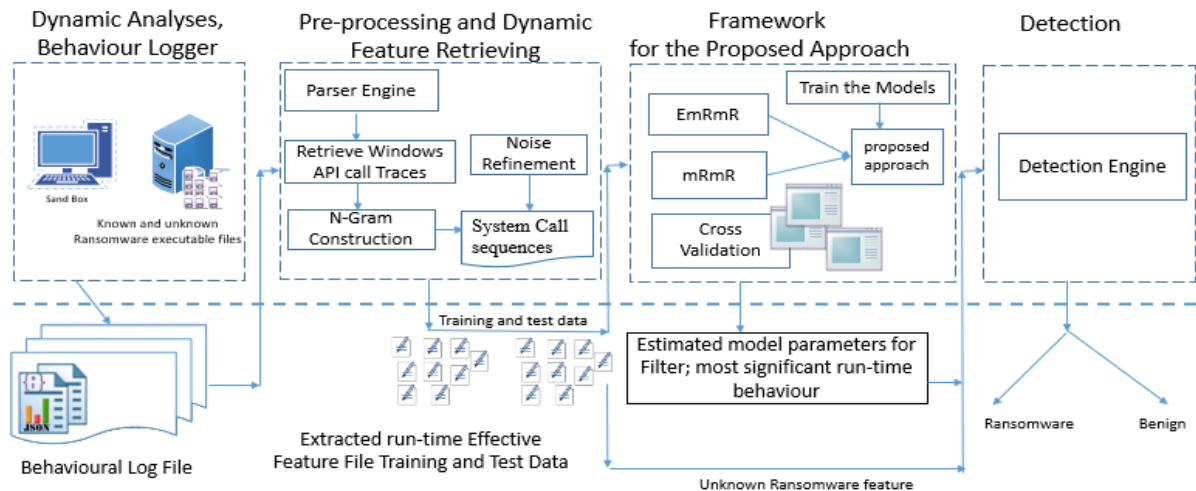 Dynamic Analyses,
Behaviour Logger
Sand Box
Known and unknown
Ransomware executable files
Pre-processing and Dynamic
Feature Retrieving
Parser Engine
Retrieve Windows
API call Traces
Noise
Refinement
N-Gram
Construction
System Call
sequences
Framework
for the Proposed Approach
Train the Models
EmRmR
proposed
approach
mRmR
Cross
Validation
Detection
Detection Engine
{;}
JSON
Behavioural Log File
Training and test data
Extracted run-time Effective
Feature File Training and Test Data
Estimated model parameters for
Filter; most significant run-time
behaviour
Unknown Ransomware feature
Ransomware
Benign